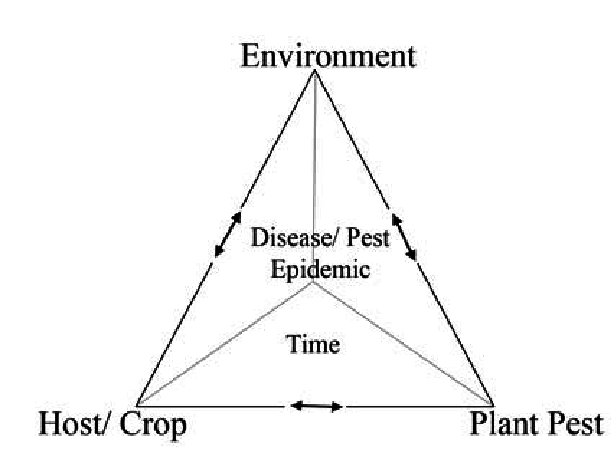 Environment
Disease/ Pest
Epidemic
Time
Host/ Crop
Plant Pest